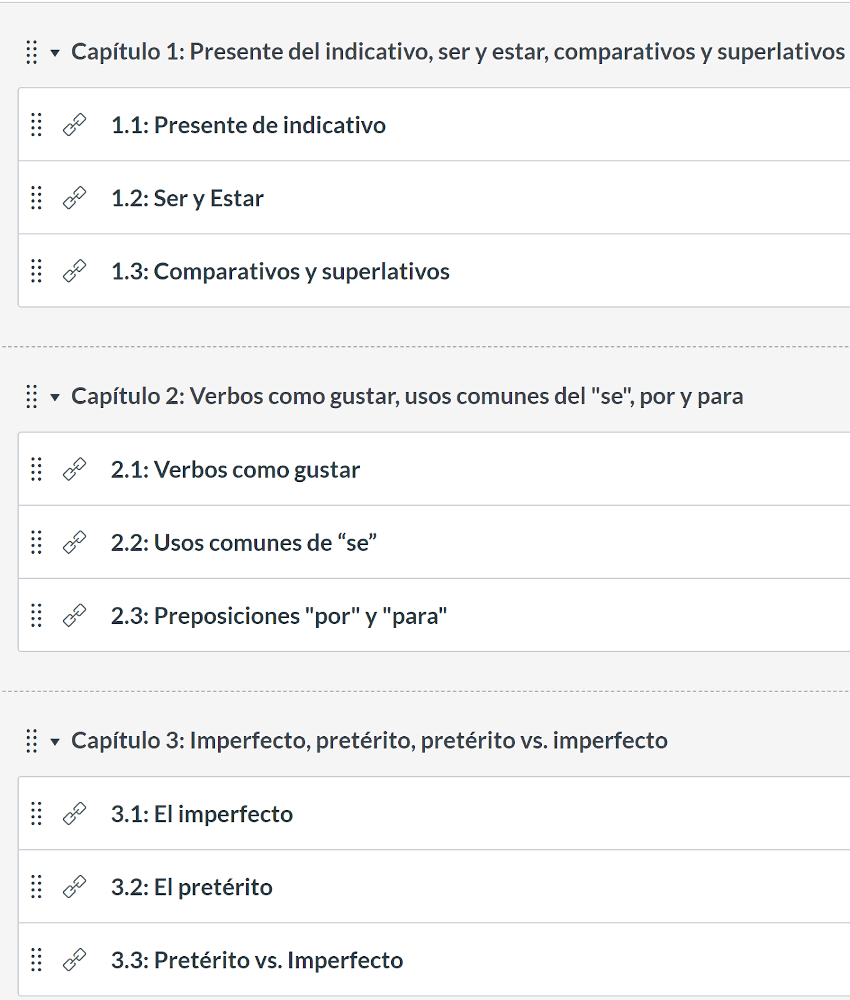 Capítulo 1: Presente del indicativo, ser y estar, comparativos y superlativos
1.1: Presente de indicativo
1.2: Ser y Estar
1.3: Comparativos y superlativos
Capítulo 2: Verbos como gustar, usos comunes del "se", por y para
2.1: Verbos como gustar
2.2: Usos comunes de “se”
2.3: Preposiciones "por" y "para"
Capítulo 3: Imperfecto, pretérito, pretérito vs. imperfecto
3.1: El imperfecto
3.2: El pretérito
3.3: Pretérito vs. Imperfecto